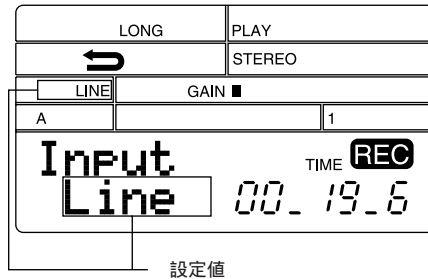 LONG PLAY
STEREO
LINE GAIN
A 1
Input TIME REC
Line 00_19_6
設定値